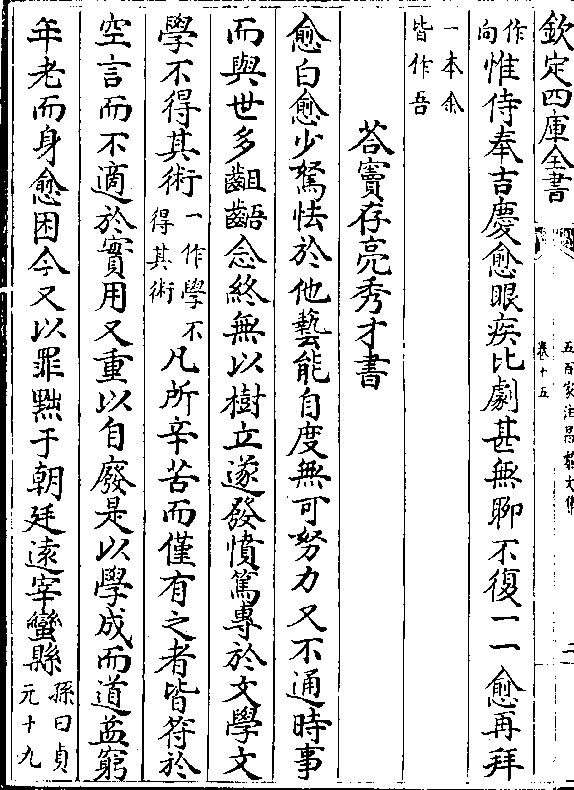 欽定四庫全書
五百家注昌黎文集
卷十五
二
作
向
惟侍奉吉慶愈眼疾比劇甚無聊不復一一愈再拜
一本余
皆作吾
答竇存亮秀才書
愈白愈少駑怯於他藝能自度無可努力又不通時事
而與世多齟齬念終無以樹立遂發憤篤專於文學文
學不得其術
一作學不
得其術
凡所辛苦而僅有之者皆符於
空言而不適於實用又重以自廢是以學成而道益窮
年老而身愈困今又以罪黜于朝廷逺宰蠻縣
孫曰貞
元十九